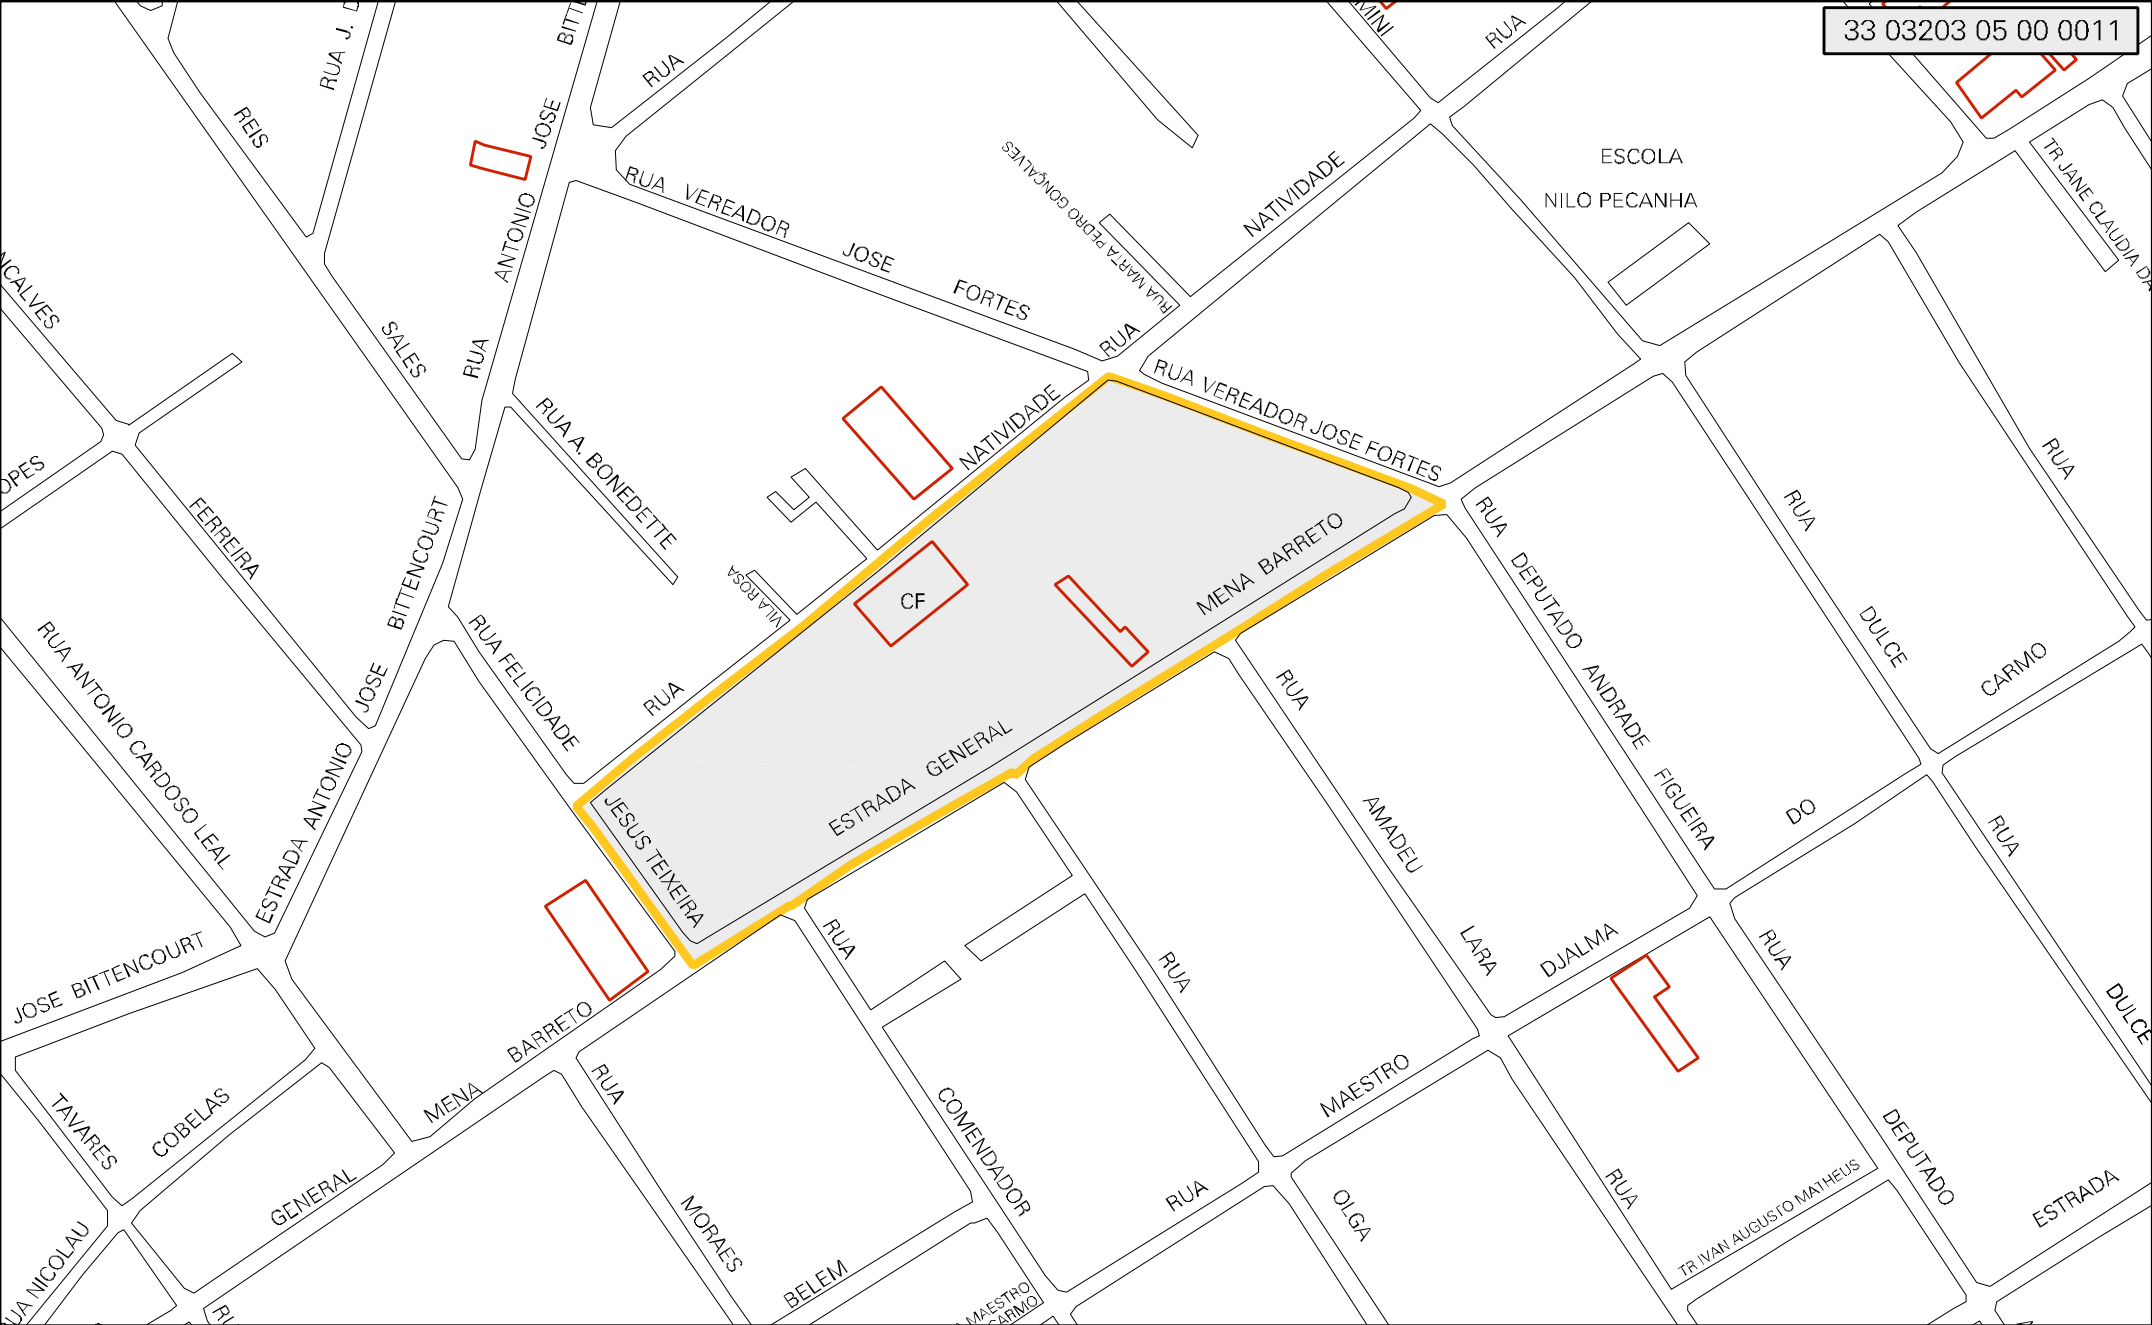 33 03203 05 00 0011
RUA J.
REIS
JOSE
ANTONIO
RUA
RUA
RUA
ESCOLA
NILO PECANHA
TR JANE CLAUDIA
RUA VEREADOR JOSE FORTES
RUA MARTA PEDRO GONÇALVES
NATIVIDADE
RUA
SALES
RUA VEREADOR JOSE FORTES
RUA A. BONEDETTE
NATIVIDADE
RUA
VILA ROSA
CF
MENA BARRETO
ESTRADA GENERAL
JESUS TEIXEIRA
RUA FELICIDADE
FERREIRA
BITTENCOURT
JOSE
ESTRADA ANTONIO
RUA ANTONIO CARDOSO LEAL
JOSE BITTENCOURT
TAVARES
COBELAS
GENERAL
MENA
BARRETO
RUA
MORAES
BELEM
RUA
COMENDADOR
RUA
MAESTRO
DJALMA
DO
CARMO
RUA
OLGA
RUA
AMADEU
LARA
RUA
RUA DEPUTADO ANDRADE FIGUEIRA
RUA
DULCE
RUA
RUA
DULCE
RUA
DEPUTADO
ESTRADA
TR IVAN AUGUSTO MATHEUS
MAESTRO
CARMO
NICOLAU